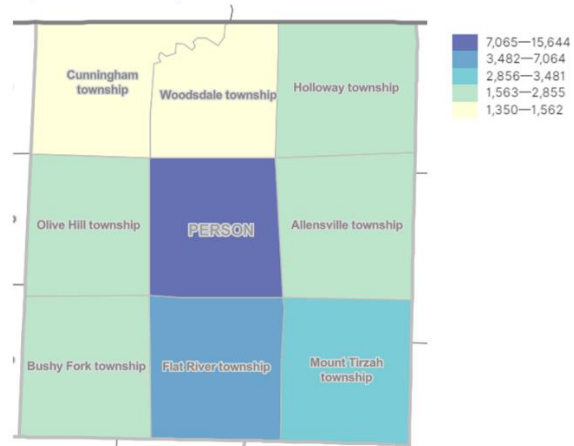 Cunningham
township
Woodsdale township
Holloway township
Olive Hill township
PERSON
Allensville township
Bushy Fork township
Flat River township
Mount Tirzah
township
7,065—15,644
3,482—7,064
2,856—3,481
1,563—2,855
1,350—1,562